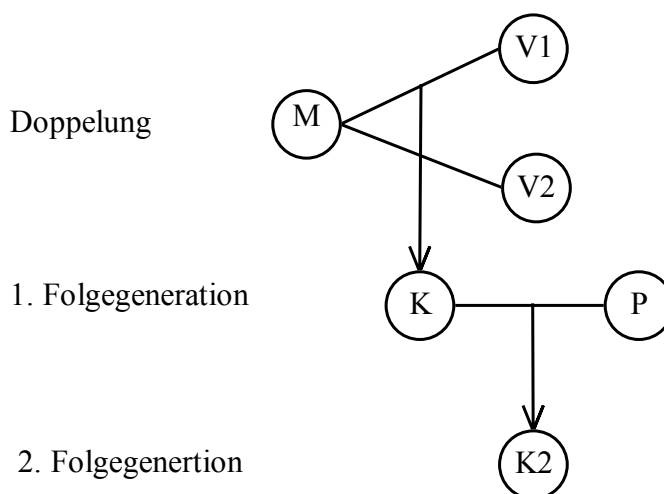 V1
Doppelung M
V2
1. Folgegeneration K P
2. Folgegenertion K2